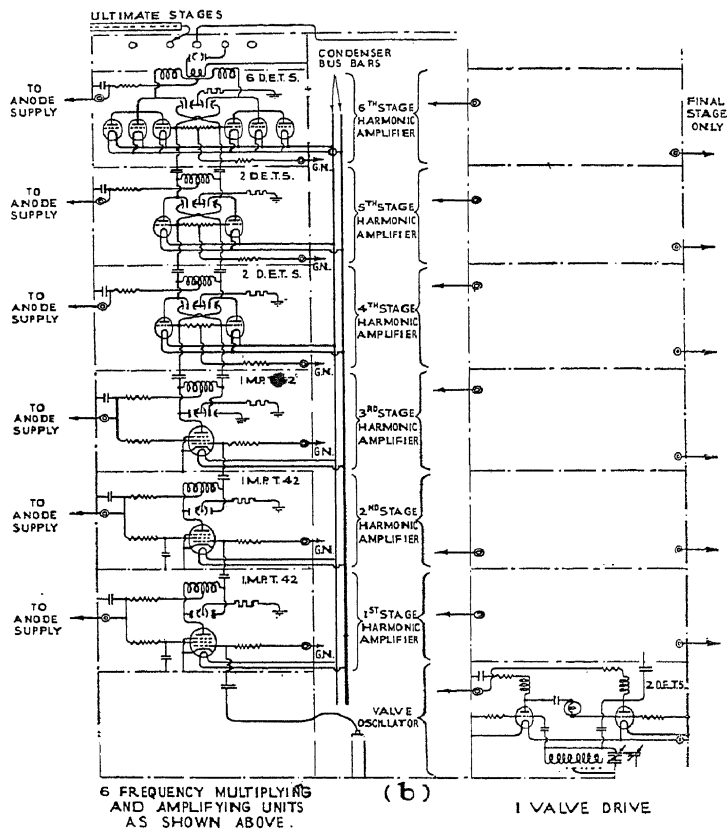 ULTIMATE STAGES
CONDENSER
BUS BARS
6 D.E.T.S.
TO
ANODE
SUPPLY
G.N.
6TH STAGE
HARMONIC
AMPLIFIER
FINAL
STAGE
ONLY
2 D.E.T.S.
TO
ANODE
SUPPLY
G.N.
5TH STAGE
HARMONIC
AMPLIFIER
2 D.E.T.S.
TO
ANODE
SUPPLY
G.N.
4TH STAGE
HARMONIC
AMPLIFIER
TO
ANODE
SUPPLY
G.N.
3RD STAGE
HARMONIC
AMPLIFIER
1 M.P.T. 42
TO
ANODE
SUPPLY
G.N.
2ND STAGE
HARMONIC
AMPLIFIER
1 M.P.T. 42
TO
ANODE
SUPPLY
G.N.
1ST STAGE
HARMONIC
AMPLIFIER
VALVE
OSCILLATOR
2 D.E.T.S.
6 FREQUENCY MULTIPLYING
AND AMPLIFYING UNITS
AS SHOWN ABOVE.
(b)
1 VALVE DRIVE